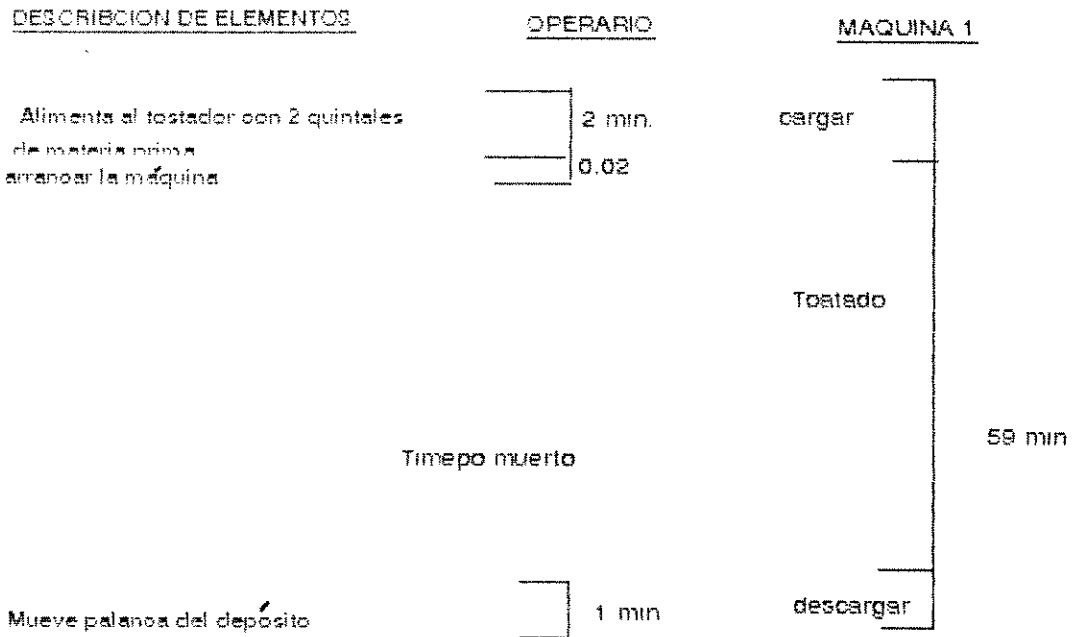 DESCRIBCION DE ELEMENTOS OPERARIO MAQUINA 1
Alimenta al tostador con 2 quintales 2 min. cargar
de materia prima
0.02
arrancar la máquina
Toatado
59 min
Timepo muerto
Mueve palanca del depósito 1 min descargar